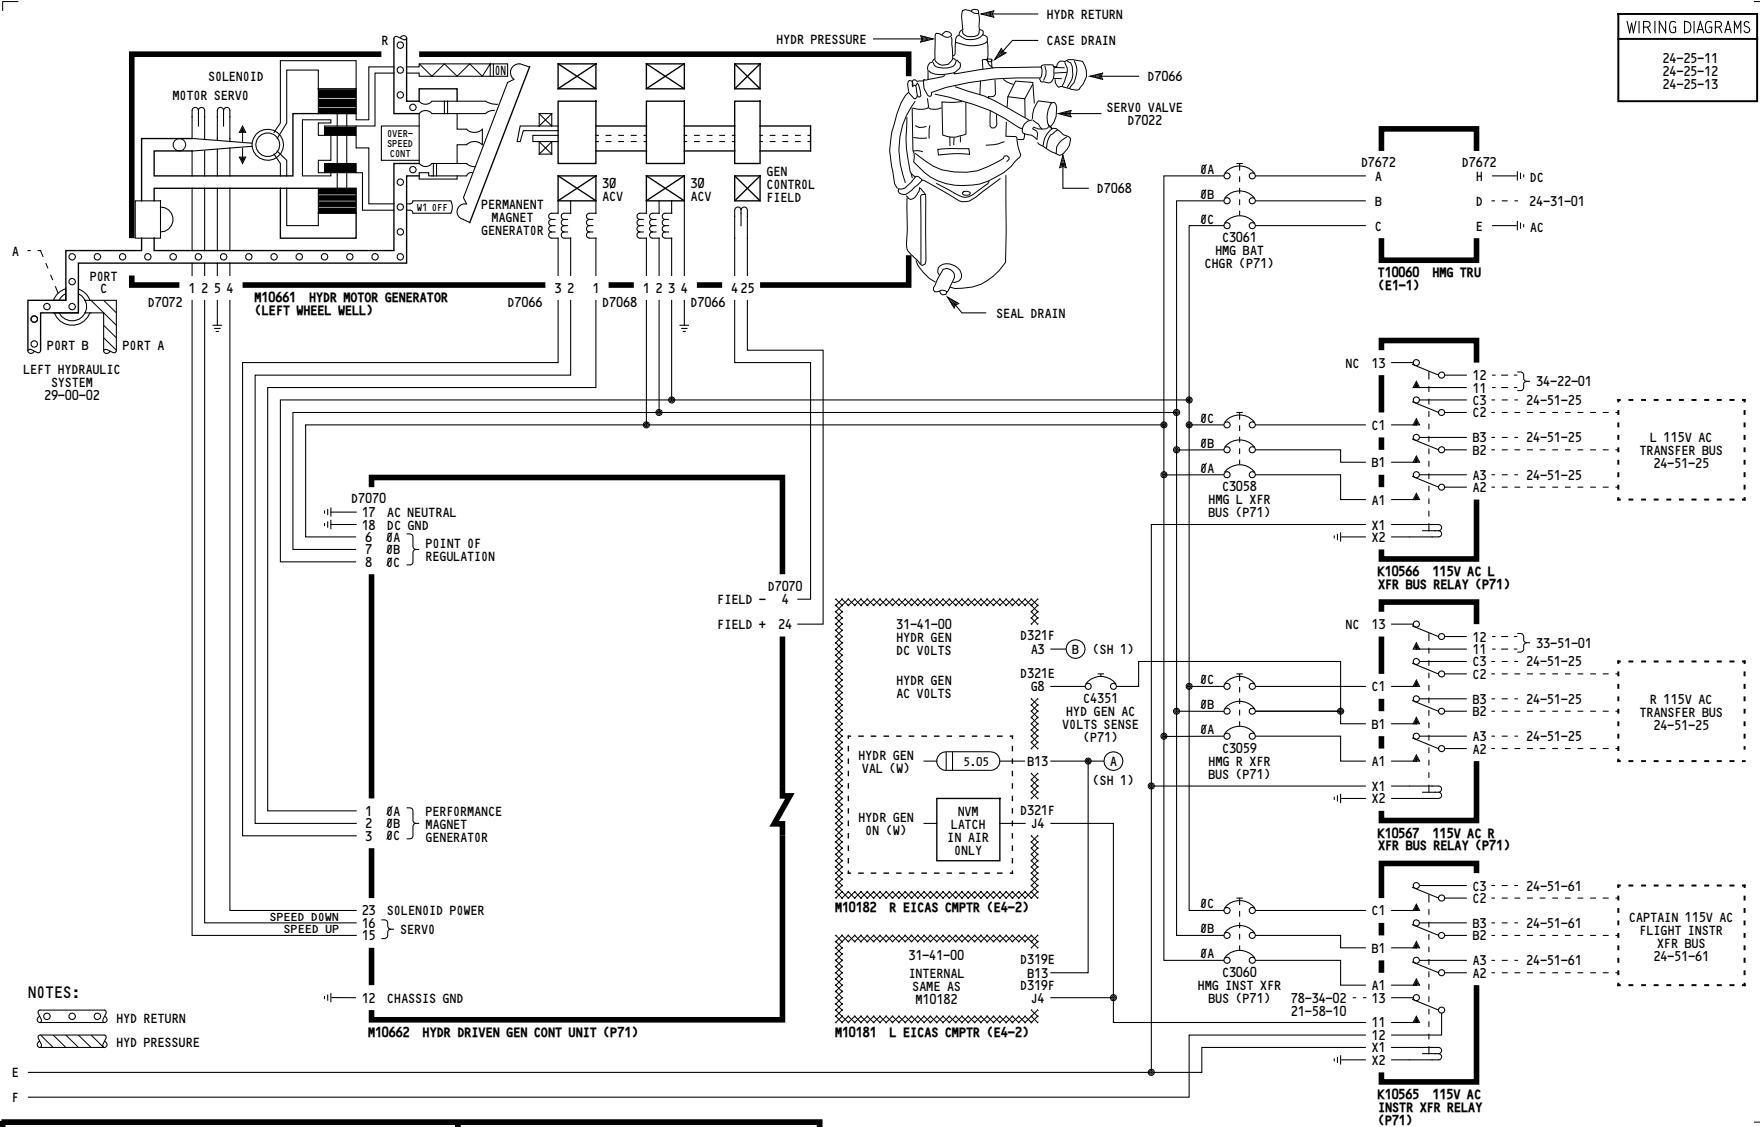 WIRING DIAGRAMS
24-25-11
24-25-12
24-25-13
HYDR RETURN
HYDR PRESSURE
CASE DRAIN
D7066
SERVO VALVE
D7022
D7068
SEAL DRAIN
R
SOLENOID
MOTOR SERVO
ON
OVER-
SPEED
CONT
W1 OFF
PERMANENT
MAGNET
GENERATOR
3Ø
ACV
3Ø
ACV
GEN
CONTROL
FIELD
A
PORT
C
PORT B
PORT A
LEFT HYDRAULIC
SYSTEM
29-00-02
D7072
1 2 5 4
M10661 HYDR MOTOR GENERATOR
(LEFT WHEEL WELL)
D7066
3 2
1
D7068
1 2 3 4
D7066
4 25
D7070
17 AC NEUTRAL
18 DC GND
6 ØA
7 ØB
8 ØC
POINT OF
REGULATION
D7070
FIELD - 4
FIELD + 24
1 ØA
2 ØB
3 ØC
PERFORMANCE
MAGNET
GENERATOR
23 SOLENOID POWER
SPEED DOWN 16
SPEED UP 15
SERVO
12 CHASSIS GND
M10662 HYDR DRIVEN GEN CONT UNIT (P71)
NOTES:
HYD RETURN
HYD PRESSURE
E
F
31-41-00
HYDR GEN
DC VOLTS
HYDR GEN
AC VOLTS
D321F
A3
B (SH 1)
D321E
G8
C4351
HYD GEN AC
VOLTS SENSE
(P71)
HYDR GEN
VAL (W)
5.05
B13
A
(SH 1)
HYDR GEN
ON (W)
NVM
LATCH
IN AIR
ONLY
D321F
J4
M10182 R EICAS CMPTR (E4-2)
31-41-00
INTERNAL
SAME AS
M10182
D319E
B13
D319F
J4
M10181 L EICAS CMPTR (E4-2)
ØA
ØB
ØC
C3061
HMG BAT
CHGR (P71)
D7672
A
B
C
D7672
H DC
D 24-31-01
E AC
T10060 HMG TRU
(E1-1)
ØC
ØB
ØA
C3058
HMG L XFR
BUS (P71)
NC 13
12
11
34-22-01
C3 24-51-25
C2
C1
B3 24-51-25
B2
B1
A3 24-51-25
A2
A1
X1
X2
L 115V AC
TRANSFER BUS
24-51-25
K10566 115V AC L
XFR BUS RELAY (P71)
ØC
ØB
ØA
C3059
HMG R XFR
BUS (P71)
NC 13
12
11
33-51-01
C3 24-51-25
C2
C1
B3 24-51-25
B2
B1
A3 24-51-25
A2
A1
X1
X2
R 115V AC
TRANSFER BUS
24-51-25
K10567 115V AC R
XFR BUS RELAY (P71)
ØC
ØB
ØA
C3060
HMG INST XFR
BUS (P71)
C3 24-51-61
C2
C1
B3 24-51-61
B2
B1
A3 24-51-61
A2
A1
78-34-02 13
21-58-10
11
12
X1
X2
CAPTAIN 115V AC
FLIGHT INSTR
XFR BUS
24-51-61
K10565 115V AC
INSTR XFR RELAY
(P71)